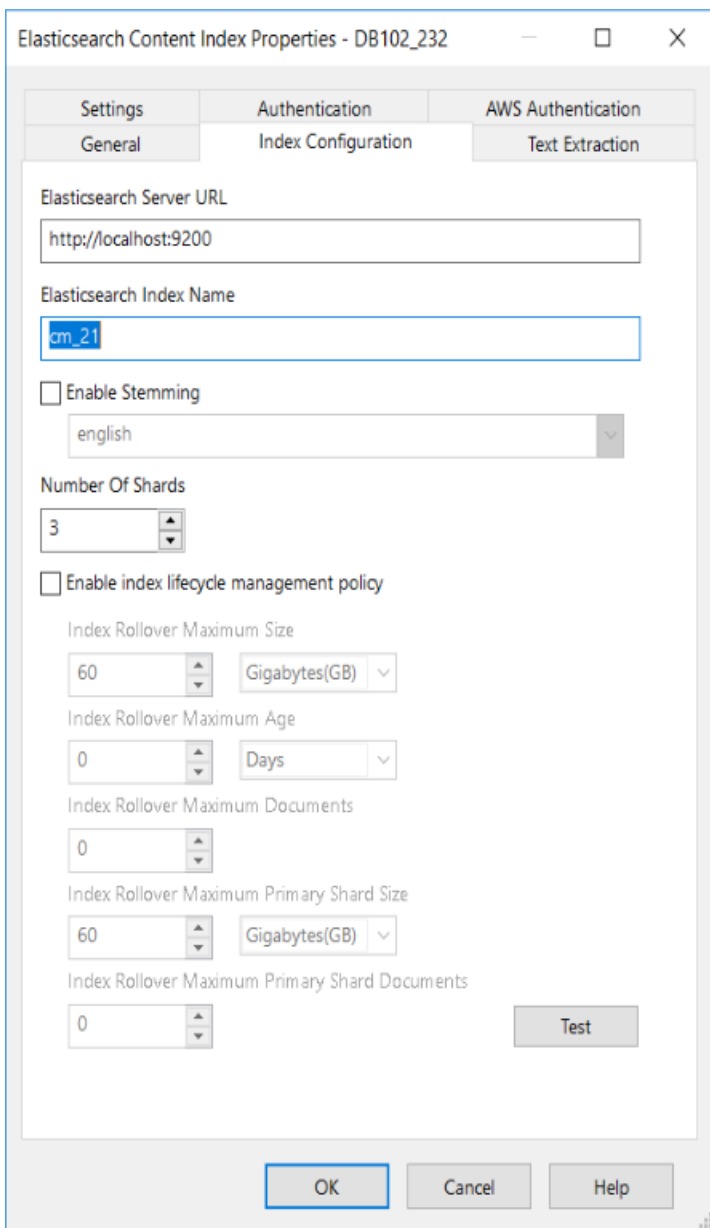 Elasticsearch Content Index Properties - DB102_232
Settings Authentication AWS Authentication
General Index Configuration Text Extraction
Elasticsearch Server URL
http://localhost:9200
Elasticsearch Index Name
cm_21
Enable Stemming
english
Number Of Shards
3
Enable index lifecycle management policy
Index Rollover Maximum Size
60 Gigabytes(GB)
Index Rollover Maximum Age
0 Days
Index Rollover Maximum Documents
0
Index Rollover Maximum Primary Shard Size
60 Gigabytes(GB)
Index Rollover Maximum Primary Shard Documents
0 Test
OK Cancel Help